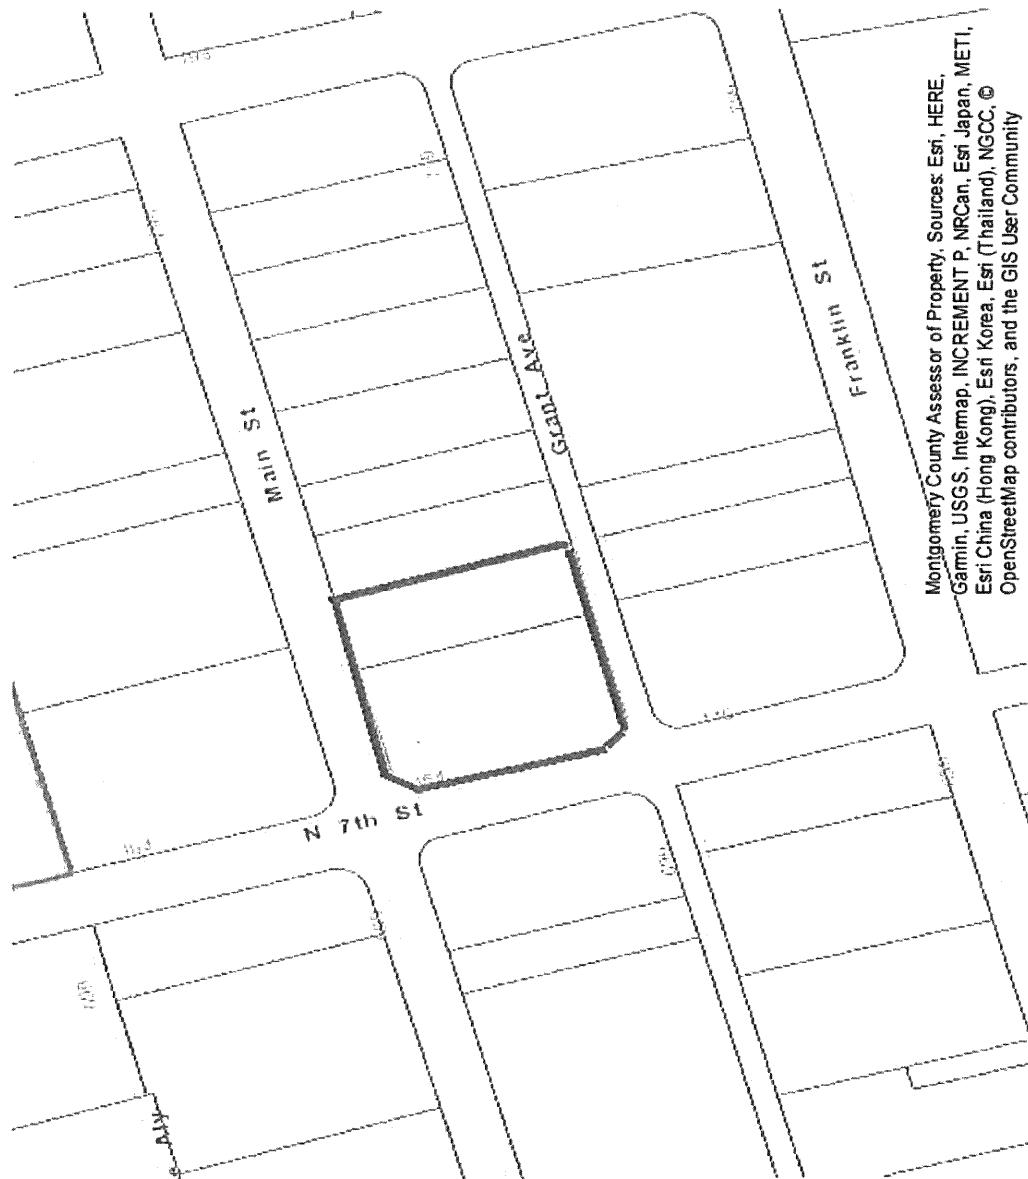 Main St
Grant Ave
Franklin St
N 7th St
Aly
Montgomery County Assessor of Property, Sources: Esri, HERE,
Garmin, USGS, Intermap, INCREMENT P, NRCan, Esri Japan, METI,
Esri China (Hong Kong), Esri Korea, Esri (Thailand), NGCC, ©
OpenStreetMap contributors, and the GIS User Community